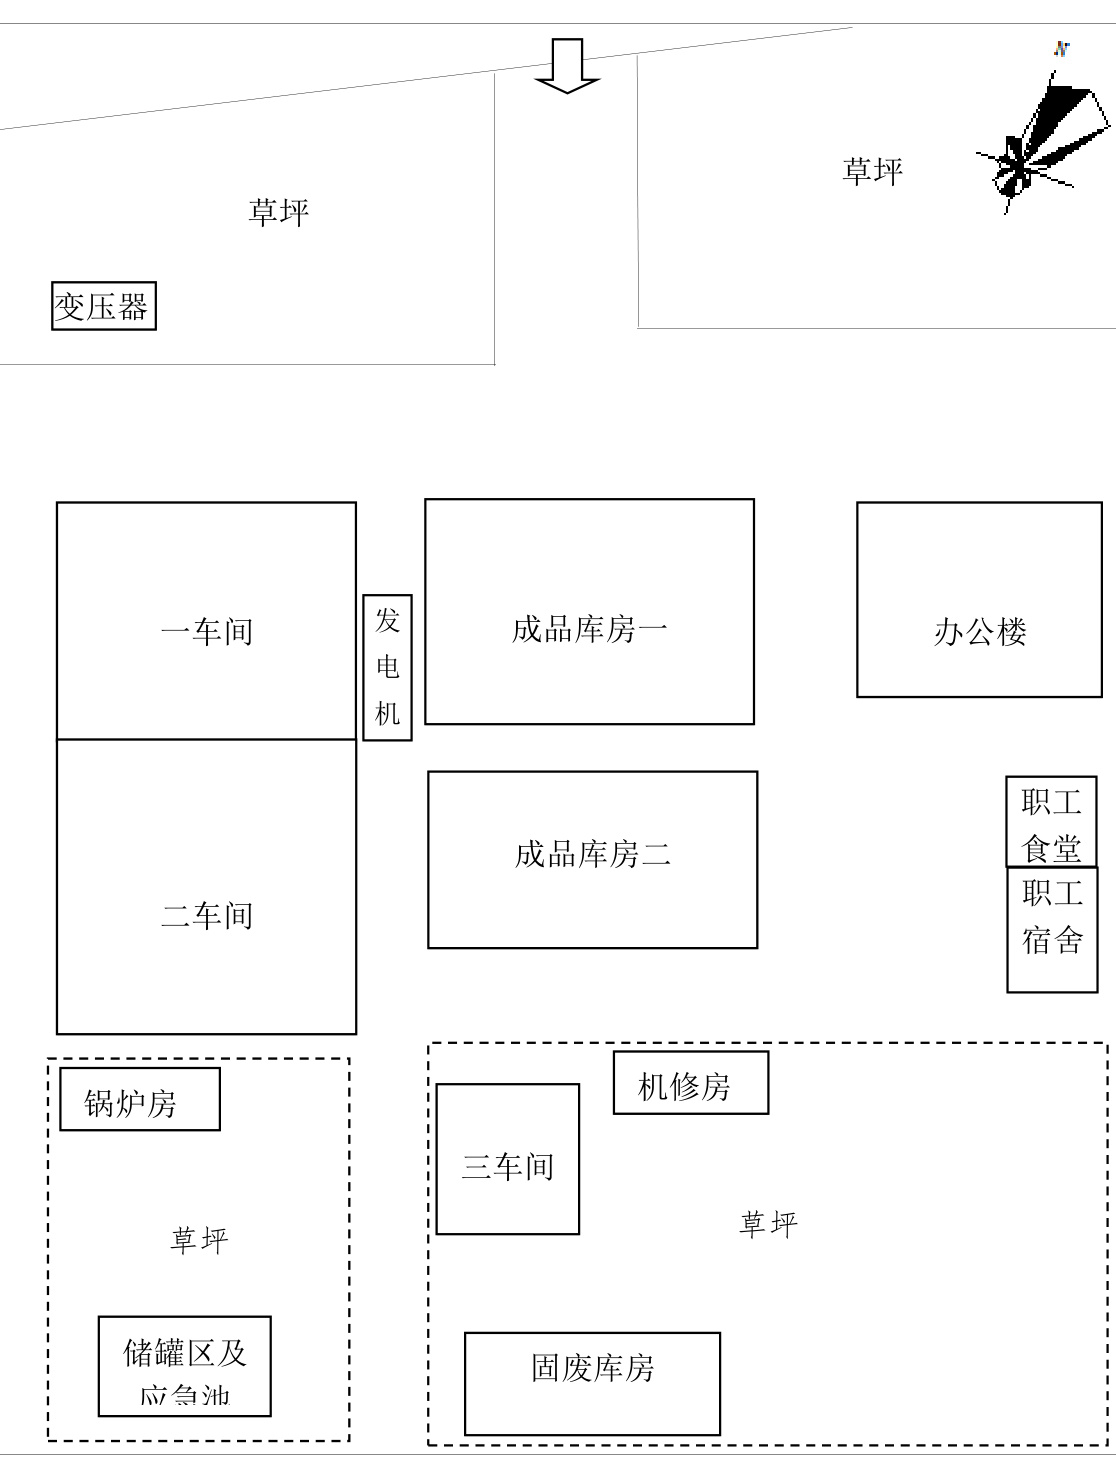 N
草坪
草坪
变压器
一车间
发
电
机
成品库房一
办公楼
二车间
成品库房二
职工
食堂
职工
宿舍
锅炉房
机修房
三车间
草坪
草坪
储罐区及
应急池
固废库房